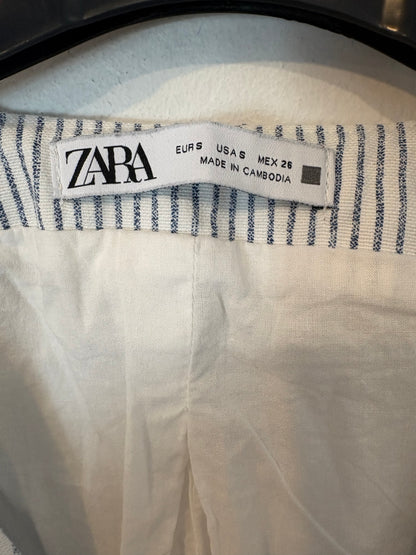 ZARA
EUR S USA S MEX 26
MADE IN CAMBODIA